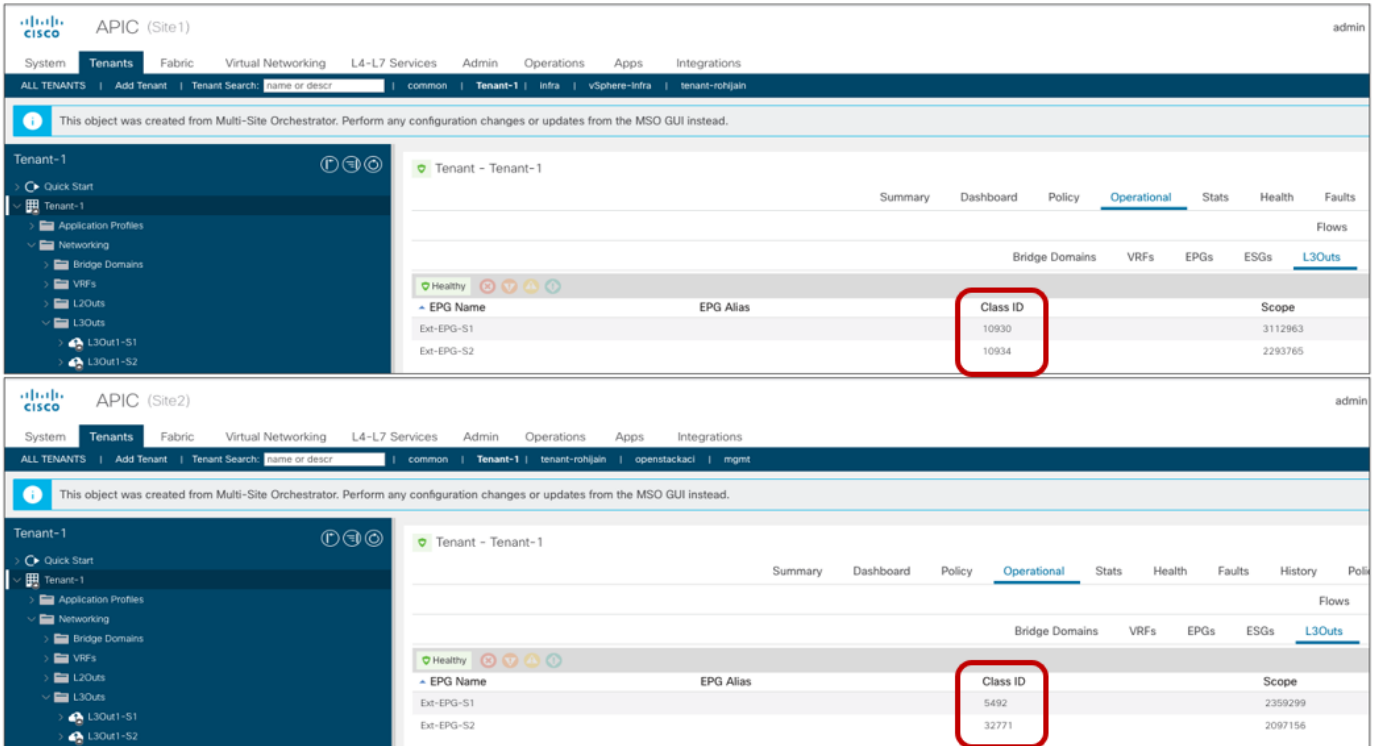 CISCO APIC (Site1) admin
System Tenants Fabric Virtual Networking L4-L7 Services Admin Operations Apps Integrations
ALL TENANTS | Add Tenant | Tenant Search: name or descr | common | Tenant-1 | infra | vSphere-Infra | tenant-rohijain
i This object was created from Multi-Site Orchestrator. Perform any configuration changes or updates from the MSO GUI instead.
Tenant-1
Quick Start
Tenant-1
Application Profiles
Networking
Bridge Domains
VRFs
L2Outs
L3Outs
L3Out1-S1
L3Out1-S2
Tenant - Tenant-1
Summary Dashboard Policy Operational Stats Health Faults
Flows
Bridge Domains VRFs EPGs ESGs L3Outs
Healthy
EPG Name EPG Alias Class ID Scope
Ext-EPG-S1 10930 3112963
Ext-EPG-S2 10934 2293765
CISCO APIC (Site2) admin
System Tenants Fabric Virtual Networking L4-L7 Services Admin Operations Apps Integrations
ALL TENANTS | Add Tenant | Tenant Search: name or descr | common | Tenant-1 | tenant-rohijain | openstackaci | mgmt
i This object was created from Multi-Site Orchestrator. Perform any configuration changes or updates from the MSO GUI instead.
Tenant-1
Quick Start
Tenant-1
Application Profiles
Networking
Bridge Domains
VRFs
L2Outs
L3Outs
L3Out1-S1
L3Out1-S2
Tenant - Tenant-1
Summary Dashboard Policy Operational Stats Health Faults History Poli
Flows
Bridge Domains VRFs EPGs ESGs L3Outs
Healthy
EPG Name EPG Alias Class ID Scope
Ext-EPG-S1 5492 2359299
Ext-EPG-S2 32771 2097156